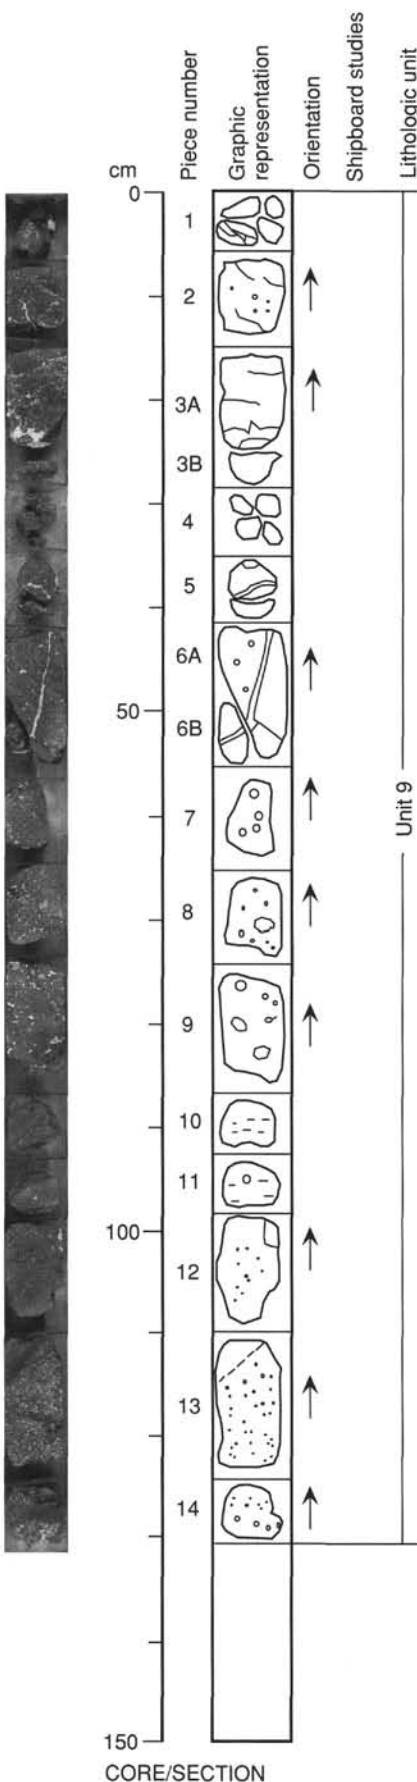 cm
Piece number
Graphic
representation
Orientation
Shipboard studies
Lithologic unit
0
1
2
3A
3B
4
5
6A
50
6B
Unit 9
7
8
9
10
11
100
12
13
14
150
CORE/SECTION